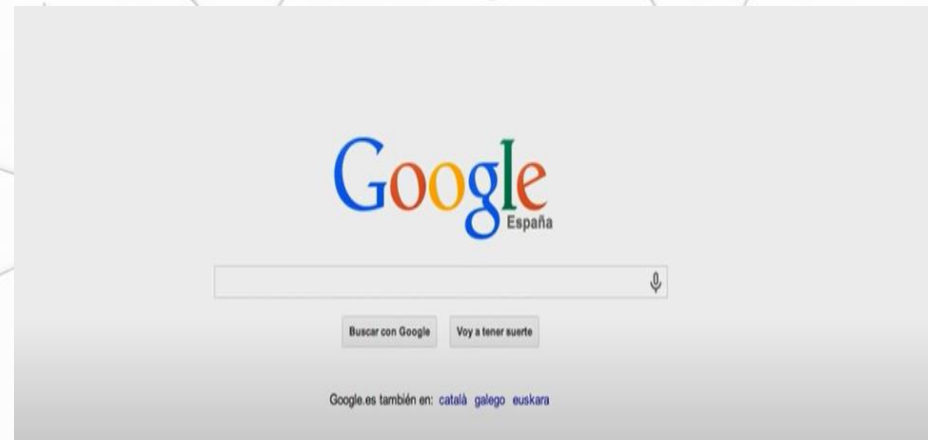 Google
España
Buscar con Google Voy a tener suerte
Google.es también en: català galego euskara